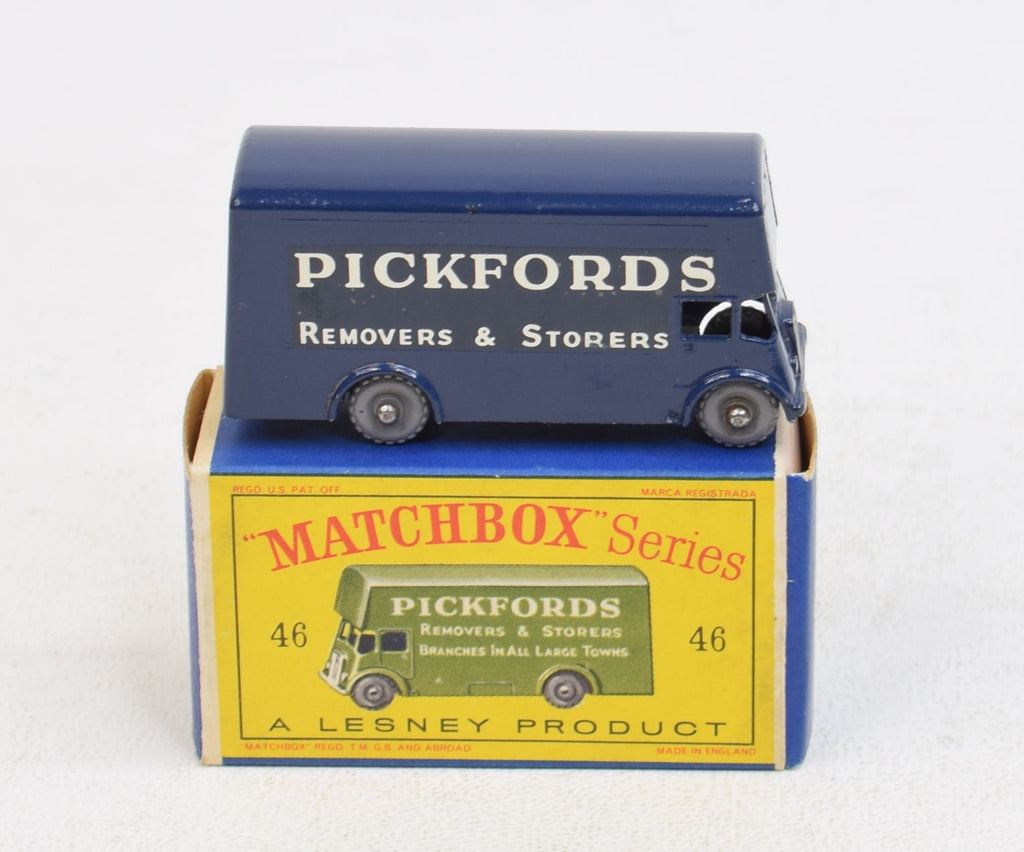 PICKFORDS
REMOVERS & STORERS
REGD. U.S. PAT. OFF. MARCA REGISTRADA
"MATCHBOX" Series
PICKFORDS
REMOVERS & STORERS
BRANCHES IN ALL LARGE TOWNS
46 46
A LESNEY PRODUCT
"MATCHBOX" REGD. T.M. G.B. AND ABROAD MADE IN ENGLAND